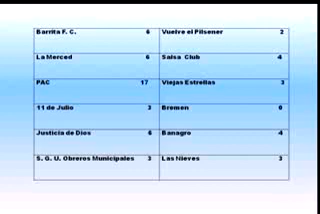 Barrita F. C. 6 Vuelve el Pilsener 2
La Merced 6 Salsa Club 4
PAC 17 Viejas Estrellas 3
11 de Julio 3 Bremen 0
Justicia de Dios 6 Banagro 4
S. G. U. Obreros Municipales 3 Las Nieves 3